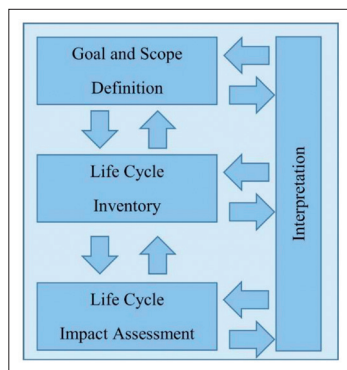 Goal and Scope
Definition
Life Cycle
Inventory
Life Cycle
Impact Assessment
Interpretation